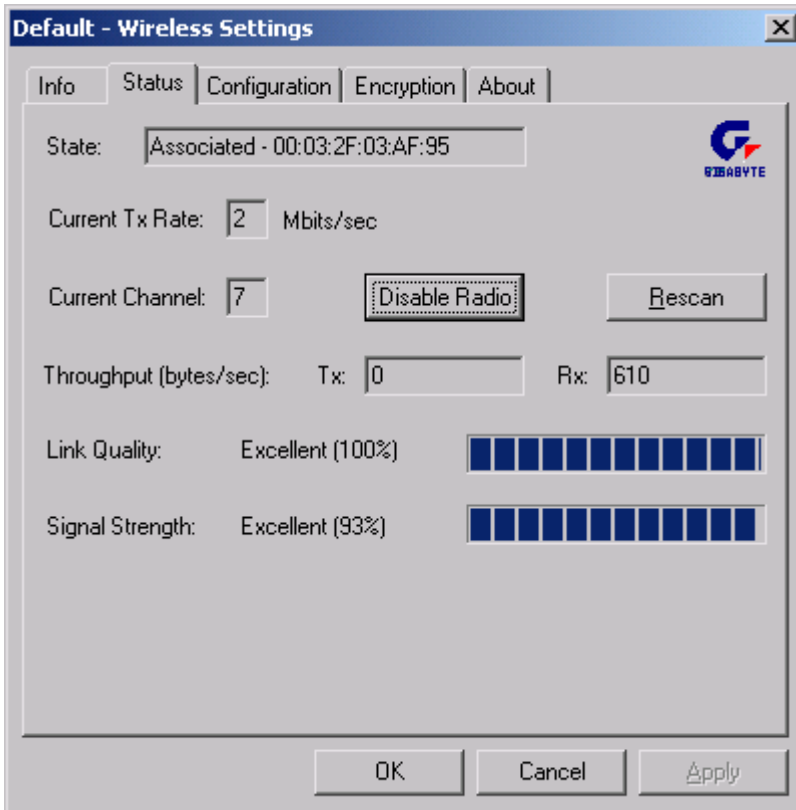 Default - Wireless Settings
Info Status Configuration Encryption About
State: Associated - 00:03:2F:03:AF:95
GIGABYTE
Current Tx Rate: 2 Mbits/sec
Current Channel: 7 Disable Radio Rescan
Throughput (bytes/sec): Tx: 0 Rx: 610
Link Quality: Excellent (100%)
Signal Strength: Excellent (93%)
OK Cancel Apply